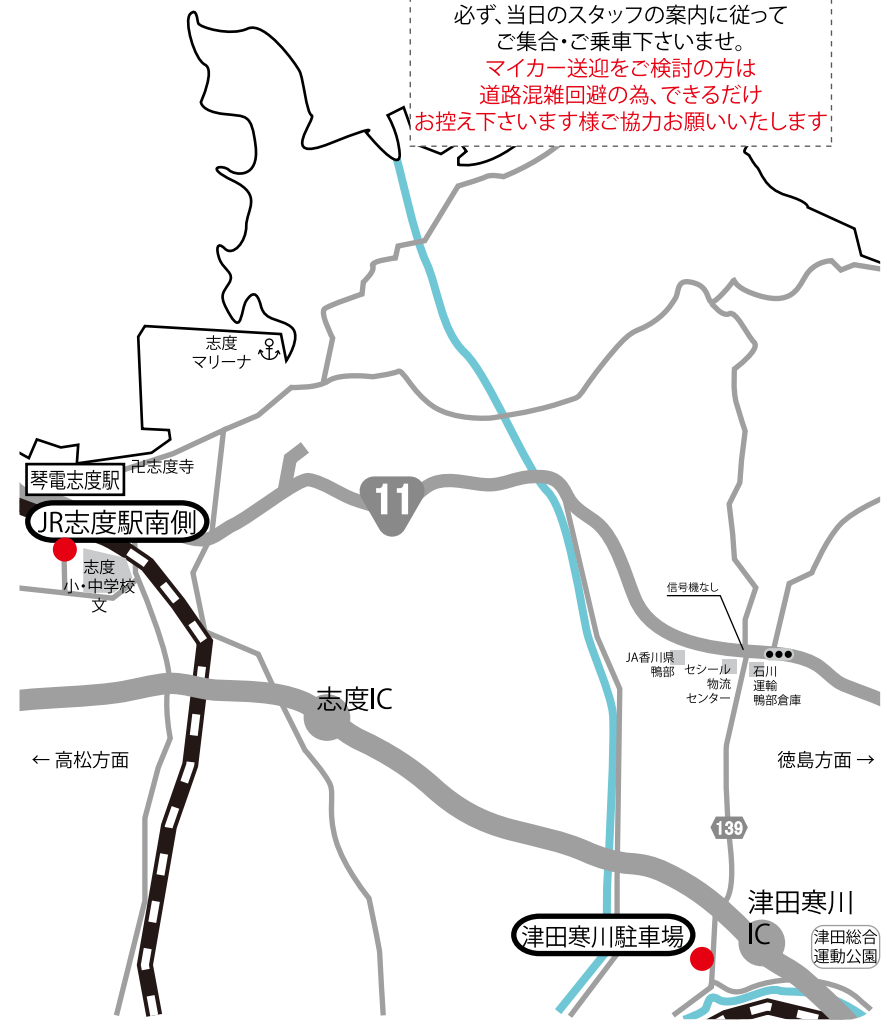 必ず、当日のスタッフの案内に従って
ご集合・ご乗車下さいませ。
マイカー送迎をご検討の方は
道路混雑回避の為、できるだけ
お控え下さいます様ご協力お願いいたします
志度
マリーナ
琴電志度駅
卍志度寺
JR志度駅南側
11
志度
小・中学校
文
信号機なし
JA香川県
鴨部
セシール
物流
センター
石川
運輸
鴨部倉庫
志度IC
← 高松方面
徳島方面 →
139
津田寒川
IC
津田寒川駐車場
津田総合
運動公園